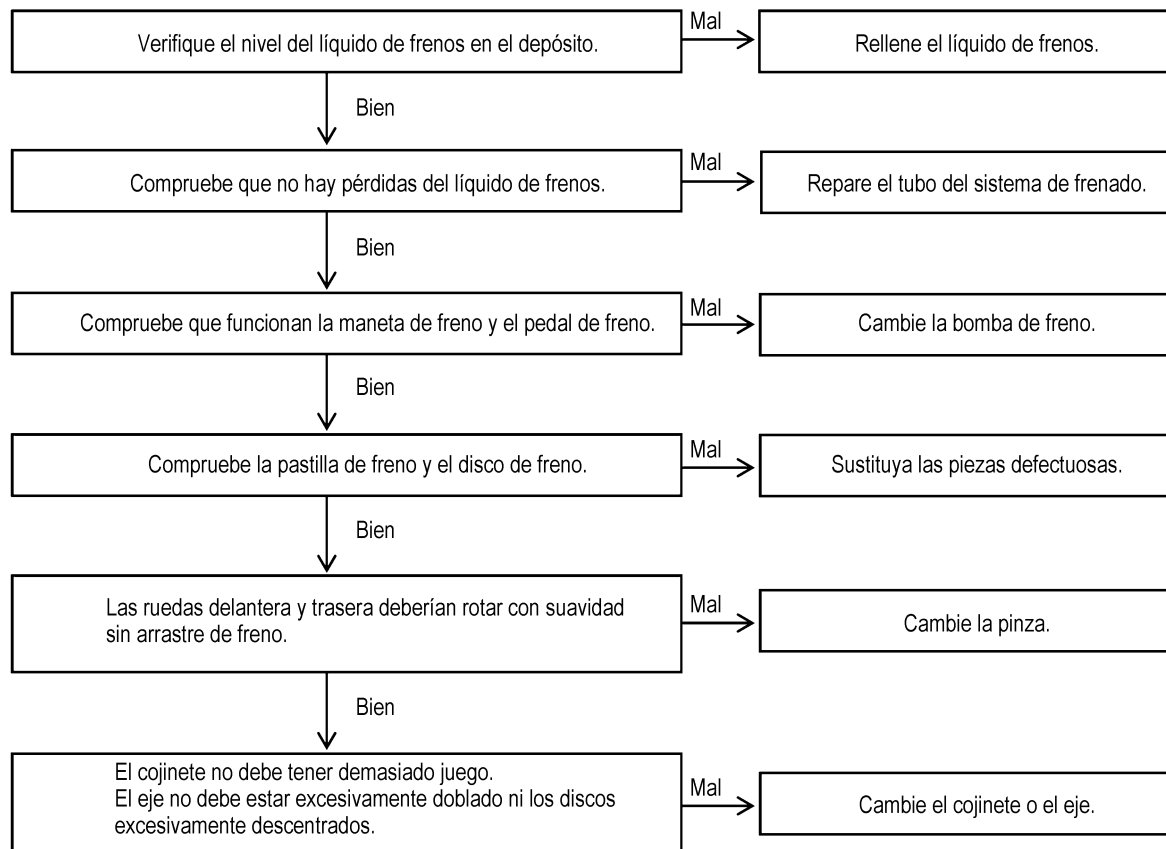 Verifique el nivel del líquido de frenos en el depósito.
Mal
Rellene el líquido de frenos.
Bien
Compruebe que no hay pérdidas del líquido de frenos.
Mal
Repare el tubo del sistema de frenado.
Bien
Compruebe que funcionan la maneta de freno y el pedal de freno.
Mal
Cambie la bomba de freno.
Bien
Compruebe la pastilla de freno y el disco de freno.
Mal
Sustituya las piezas defectuosas.
Bien
Las ruedas delantera y trasera deberían rotar con suavidad
sin arrastre de freno.
Mal
Cambie la pinza.
Bien
El cojinete no debe tener demasiado juego.
El eje no debe estar excesivamente doblado ni los discos
excesivamente descentrados.
Mal
Cambie el cojinete o el eje.